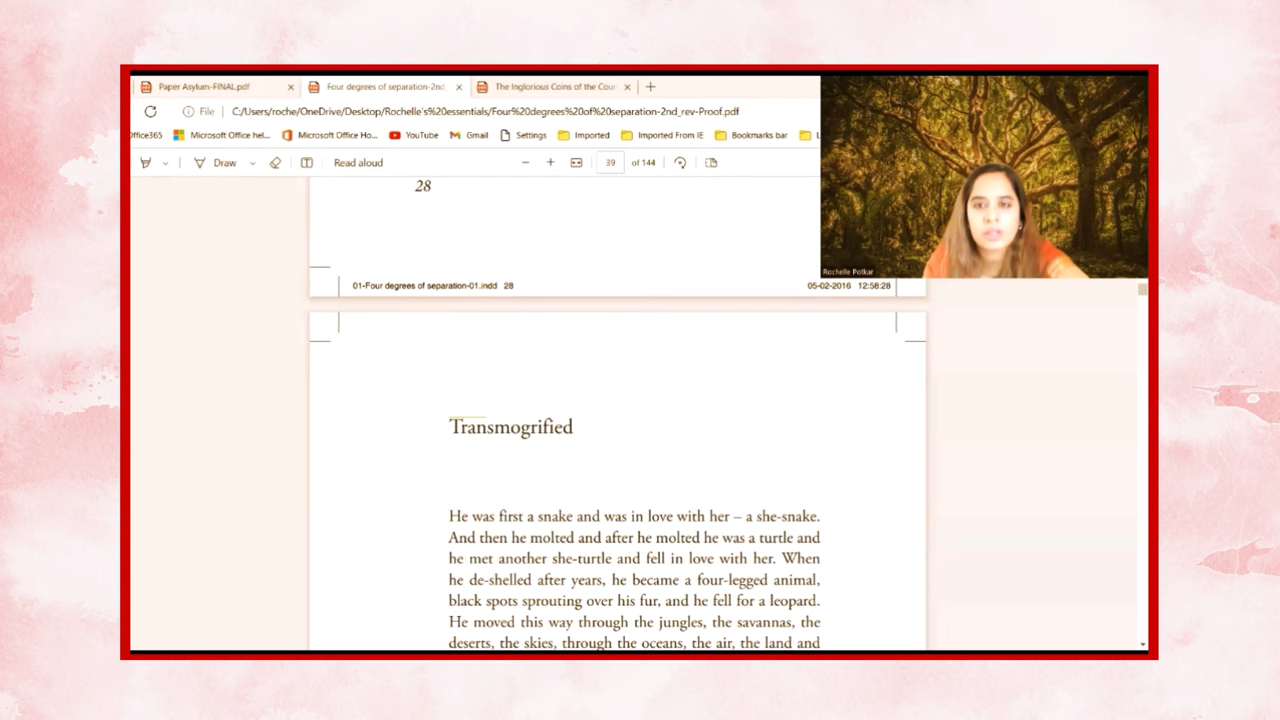 Paper Asylum-FINAL.pdf
Four degrees of separation-2nd
The Inglorious Coins of the Coun
File
C:/Users/roche/OneDrive/Desktop/Rochelle's%20essentials/Four%20degrees%20of%20separation-2nd_rev-Proof.pdf
Office365
Microsoft Office hel...
Microsoft Office Ho...
YouTube
Gmail
Settings
Imported
Imported From IE
Bookmarks bar
L
Draw
Read aloud
39
of 144
28
Rochelle Potkar
01-Four degrees of separation-01.indd 28
05-02-2016 12:58:28
Transmogrified
He was first a snake and was in love with her – a she-snake.
And then he molted and after he molted he was a turtle and
he met another she-turtle and fell in love with her. When
he de-shelled after years, he became a four-legged animal,
black spots sprouting over his fur, and he fell for a leopard.
He moved this way through the jungles, the savannas, the
deserts, the skies, through the oceans, the air, the land and